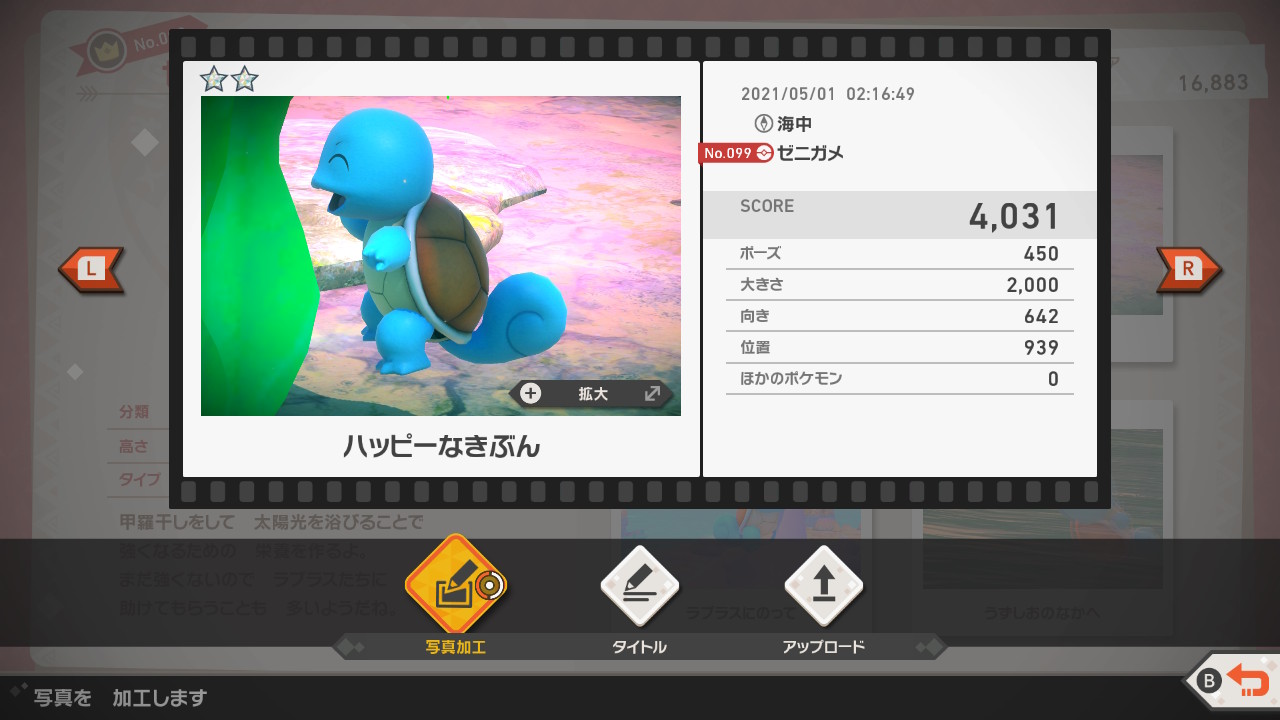 No.0
16,883
2021/05/01 02:16:49
海中
No.099 ゼニガメ
SCORE 4,031
ポーズ 450
大きさ 2,000
向き 642
位置 939
ほかのポケモン 0
拡大
ハッピーなきぶん
L
R
分類
高さ
タイプ
甲羅干しをして 太陽光を浴びることで
強くなるための 栄養を作るよ。
まだ強くないので ラプラスたちに
助けてもらうことも 多いようだね。
ラプラスにのって
うずしおのなかへ
写真加工
タイトル
アップロード
写真を 加工します
B